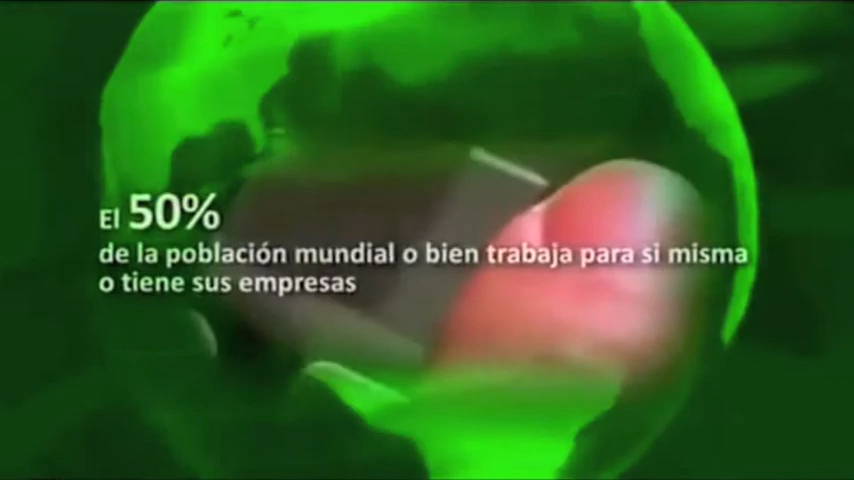 El 50%
de la población mundial o bien trabaja para si misma
o tiene sus empresas